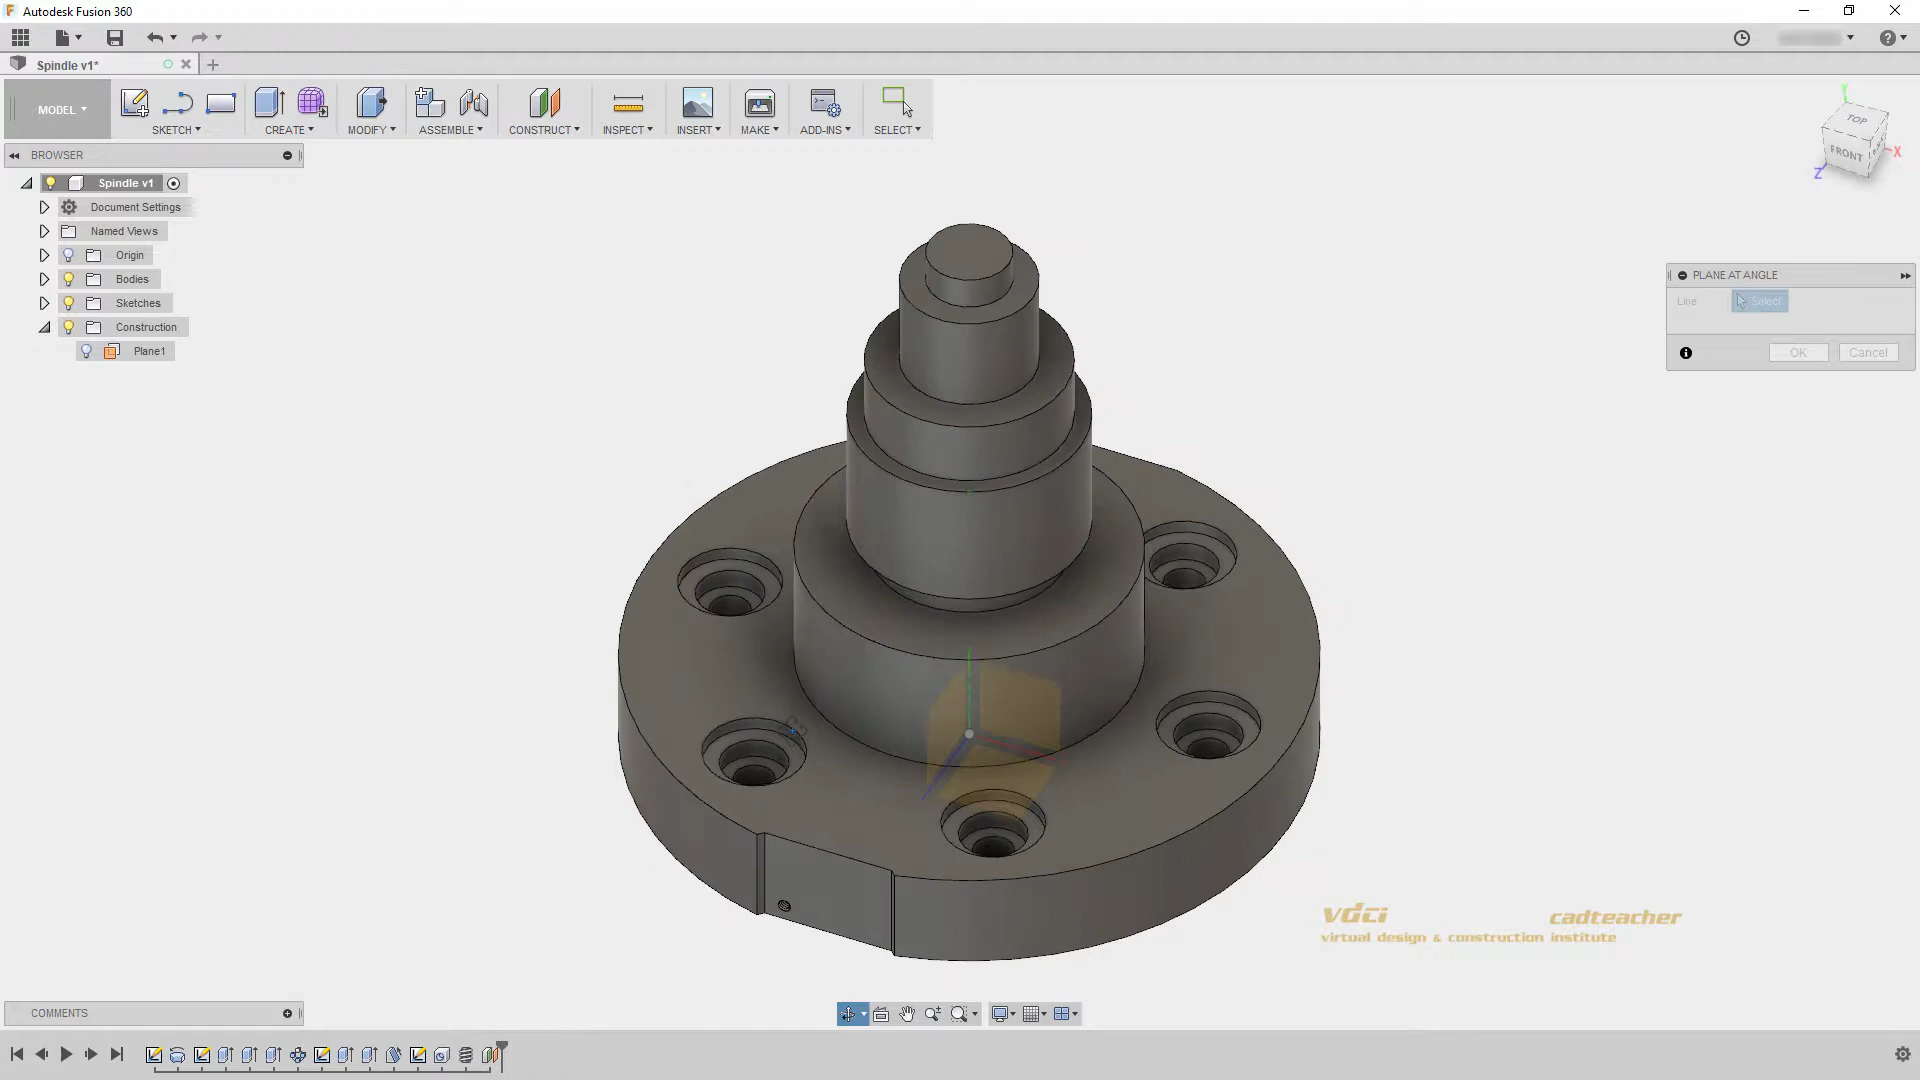 Autodesk Fusion 360
Spindle v1*
MODEL
SKETCH
CREATE
MODIFY
ASSEMBLE
CONSTRUCT
INSPECT
INSERT
MAKE
ADD-INS
SELECT
TOP
FRONT
Y
X
Z
BROWSER
Spindle v1
Document Settings
Named Views
Origin
Bodies
Sketches
Construction
Plane1
PLANE AT ANGLE
Line
Select
OK
Cancel
vdci cadteacher
virtual design & construction institute
COMMENTS